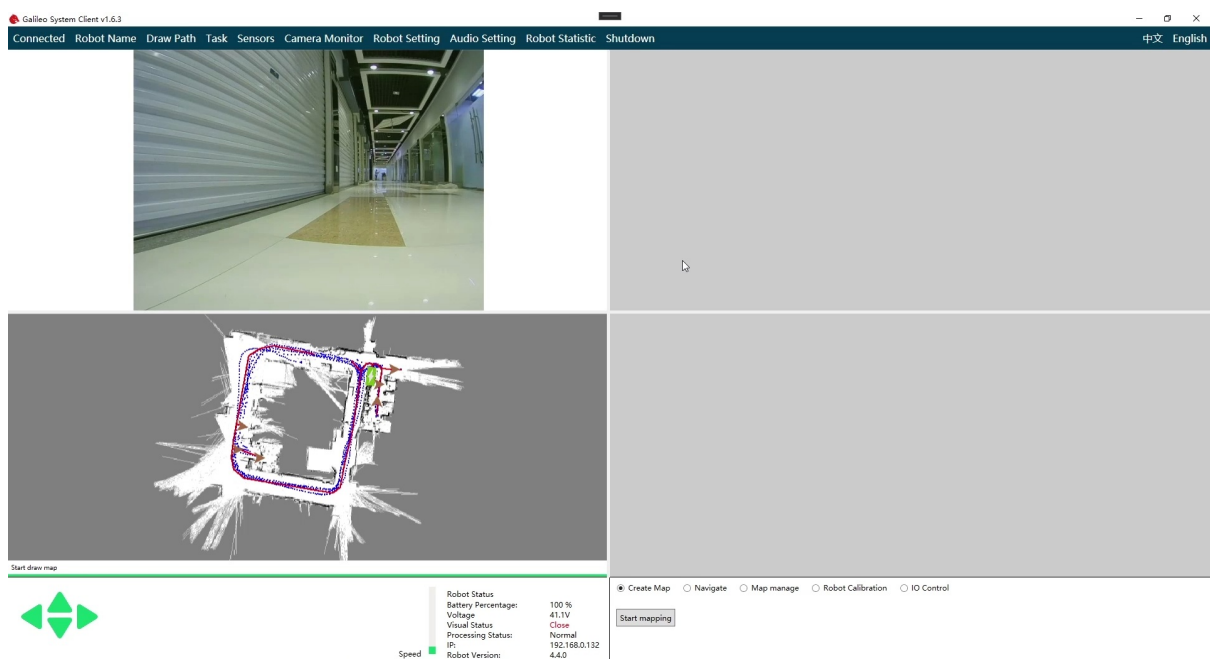 Galileo System Client v1.6.3
Connected Robot Name Draw Path Task Sensors Camera Monitor Robot Setting Audio Setting Robot Statistic Shutdown 中文 English
Start draw map
Robot Status
Battery Percentage: 100 %
Voltage 41.1V
Visual Status Close
Processing Status: Normal
IP: 192.168.0.132
Speed Robot Version: 4.4.0
Create Map Navigate Map manage Robot Calibration IO Control
Start mapping